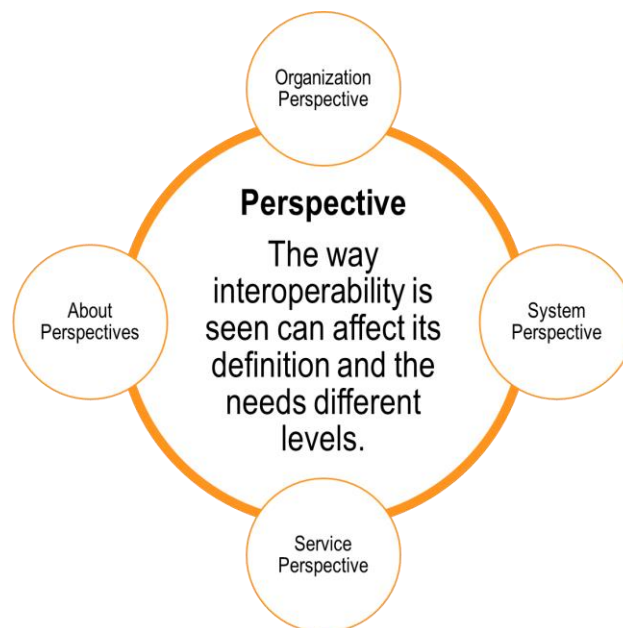 Organization
Perspective
Perspective
The way
interoperability is
seen can affect its
definition and the
needs different
levels.
About
Perspectives
System
Perspective
Service
Perspective